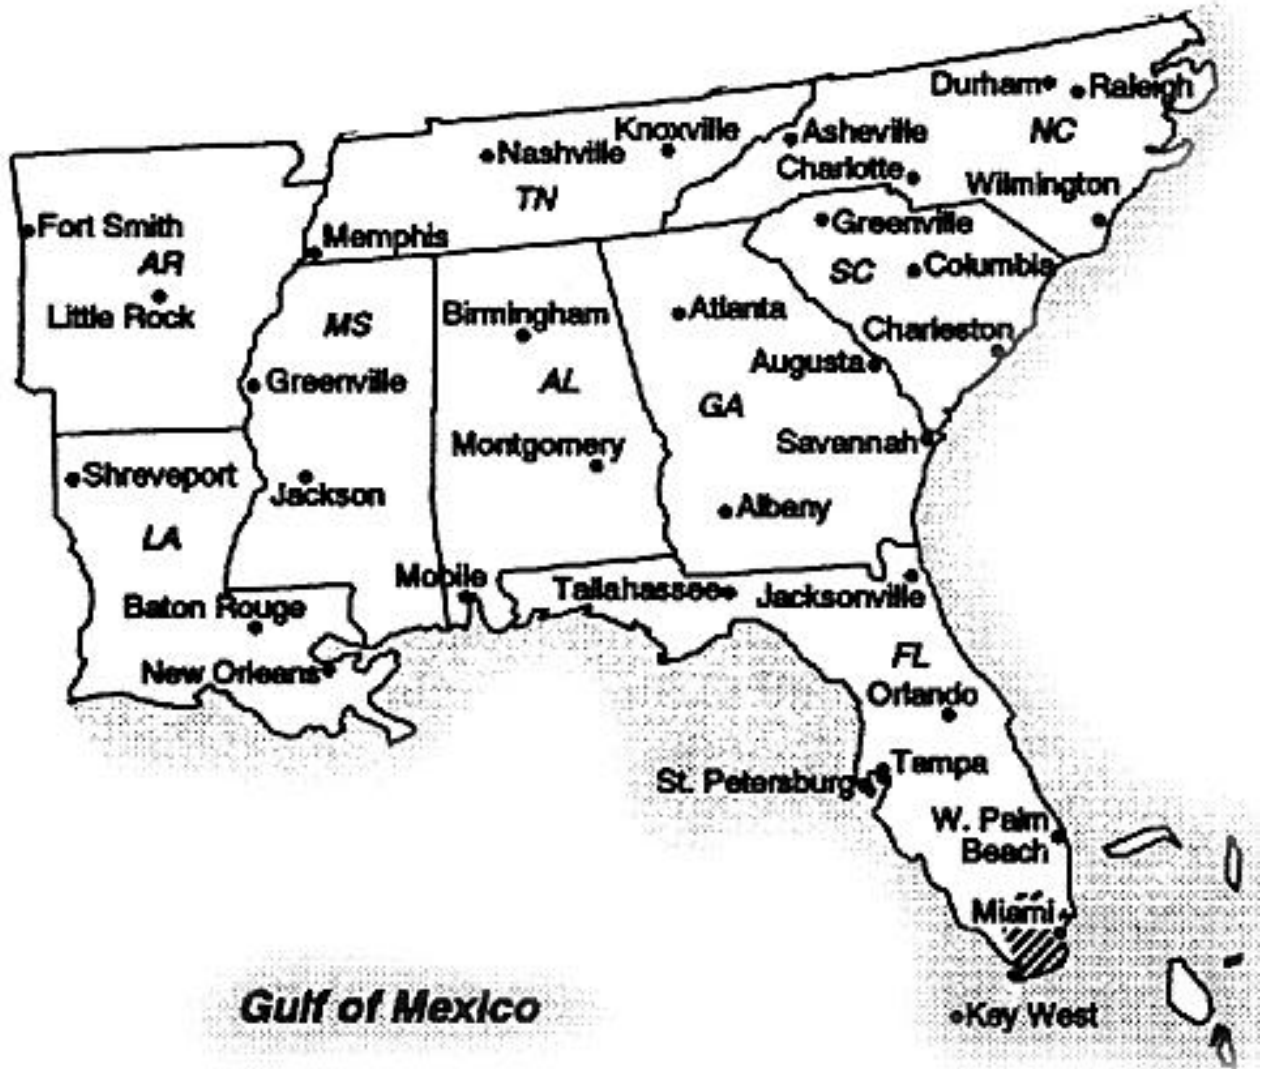 Durham
Raleigh
Knoxville
Asheville
NC
Nashville
Charlotte
Wilmington
TN
Fort Smith
Memphis
Greenville
AR
SC
Columbia
Little Rock
MS
Birmingham
Atlanta
Charleston
Augusta
Greenville
AL
GA
Montgomery
Savannah
Shreveport
Jackson
Albany
LA
Mobile
Tallahassee
Jacksonville
Baton Rouge
New Orleans
FL
Orlando
Tampa
St. Petersburg
W. Palm
Beach
Miami
Gulf of Mexico
Key West